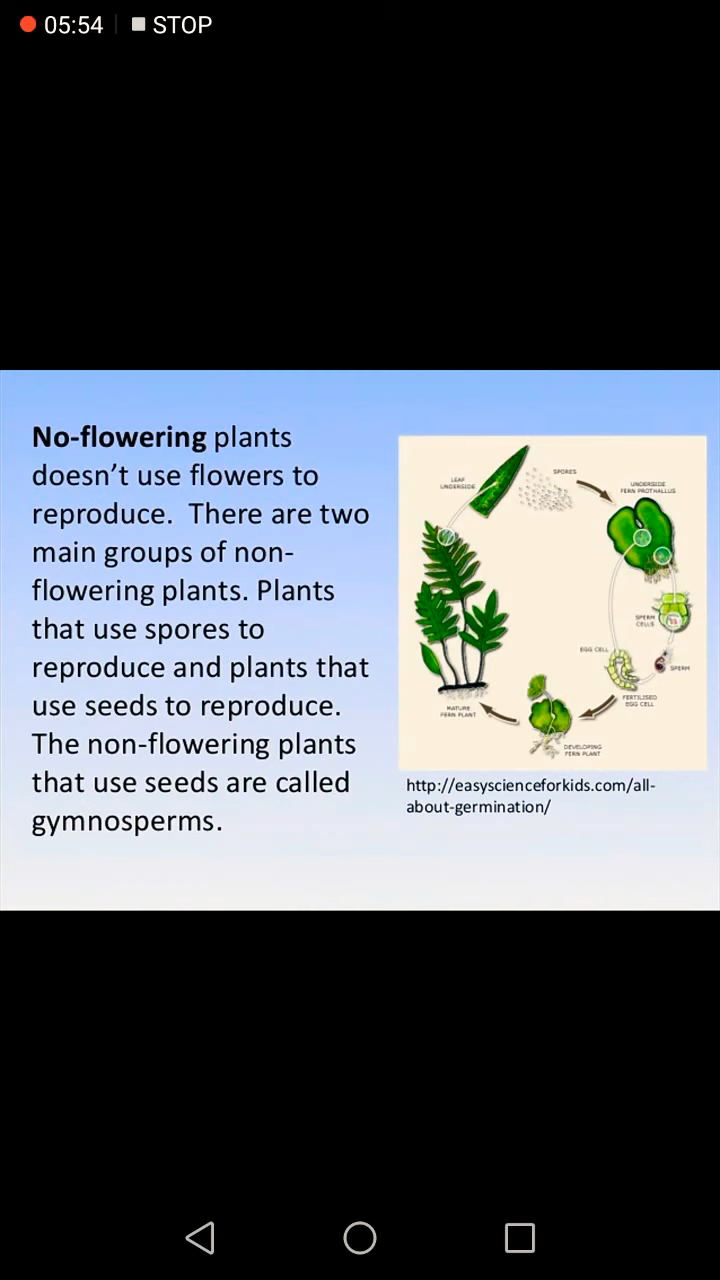 05:54 STOP
No-flowering plants
doesn't use flowers to
reproduce. There are two
main groups of non-
flowering plants. Plants
that use spores to
reproduce and plants that
use seeds to reproduce.
The non-flowering plants
that use seeds are called
gymnosperms.
LEAF
UNDERSIDE
SPORES
UNDERSIDE
FERN PROTHALLUS
SPERM
CELLS
EGG CELL
SPERM
FERTILISED
EGG CELL
MATURE
FERN PLANT
DEVELOPING
FERN PLANT
http://easyscienceforkids.com/all-
about-germination/